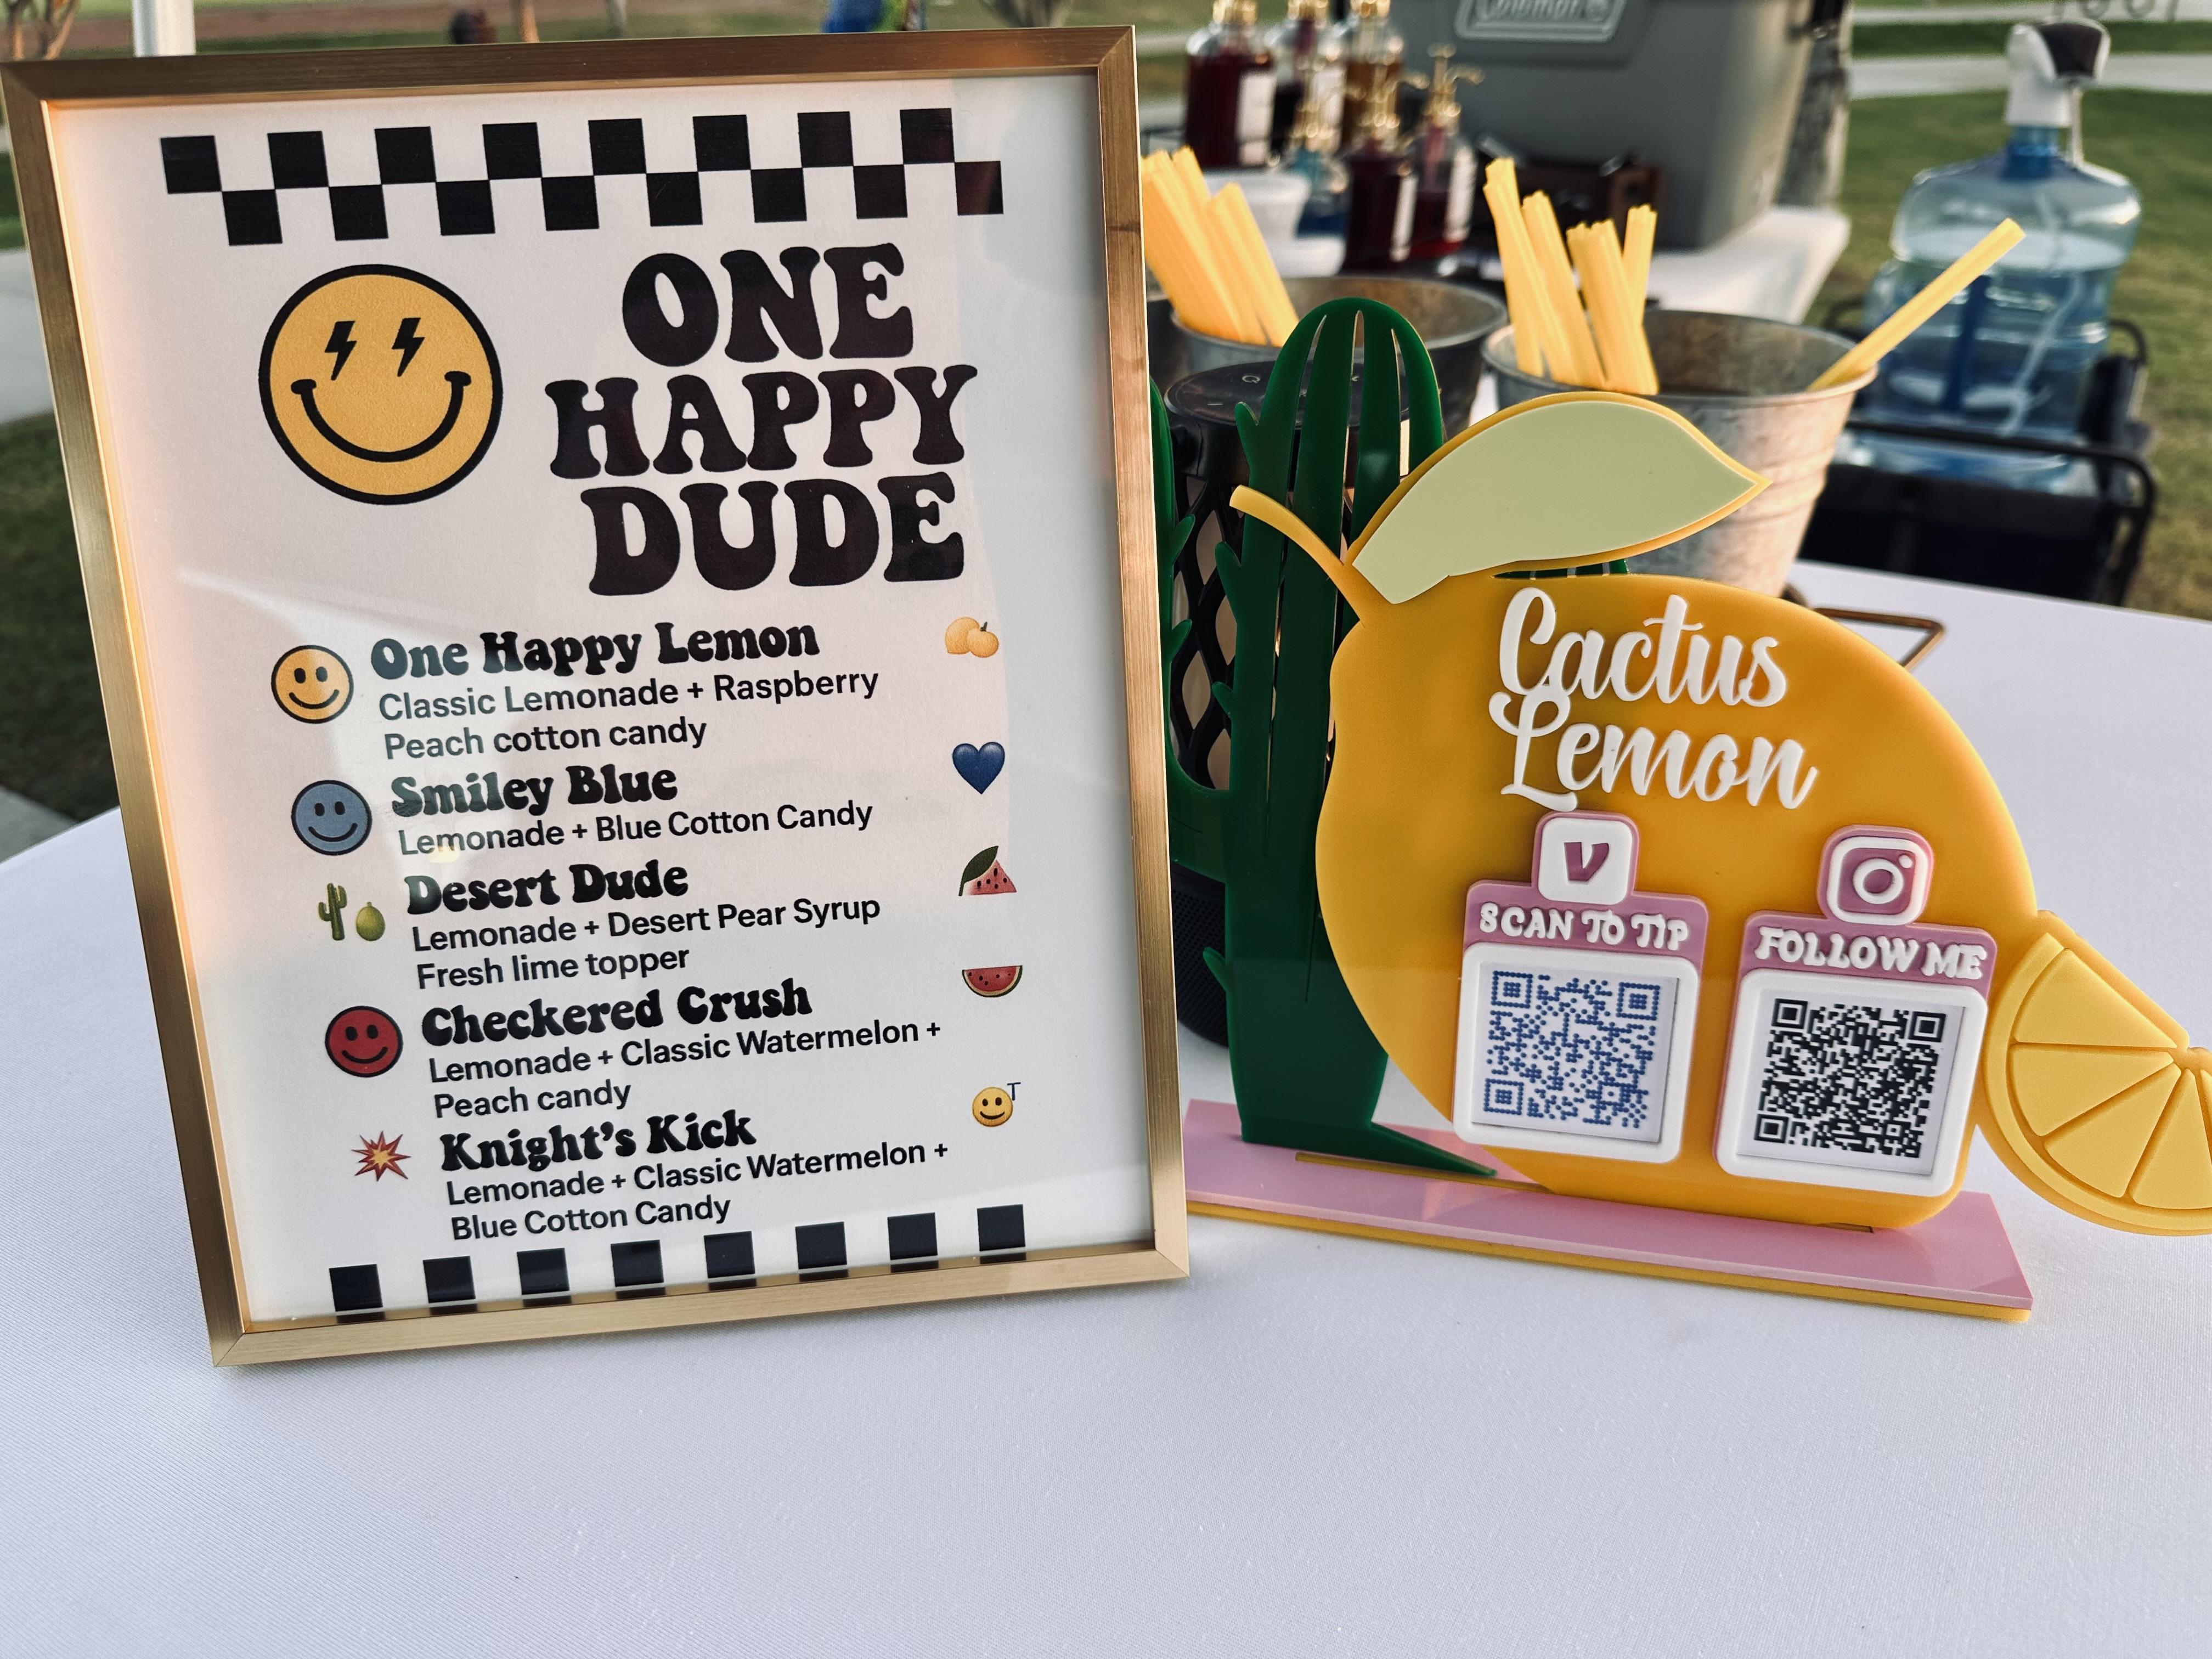 ONE
HAPPY
DUDE
One Happy Lemon
Classic Lemonade + Raspberry
Peach cotton candy
Smiley Blue
Lemonade + Blue Cotton Candy
Desert Dude
Lemonade + Desert Pear Syrup
Fresh lime topper
Checkered Crush
Lemonade + Classic Watermelon +
Peach candy
T
Knight's Kick
Lemonade + Classic Watermelon +
Blue Cotton Candy
Coleman
Cactus
Lemon
V
SCAN TO TIP
FOLLOW ME